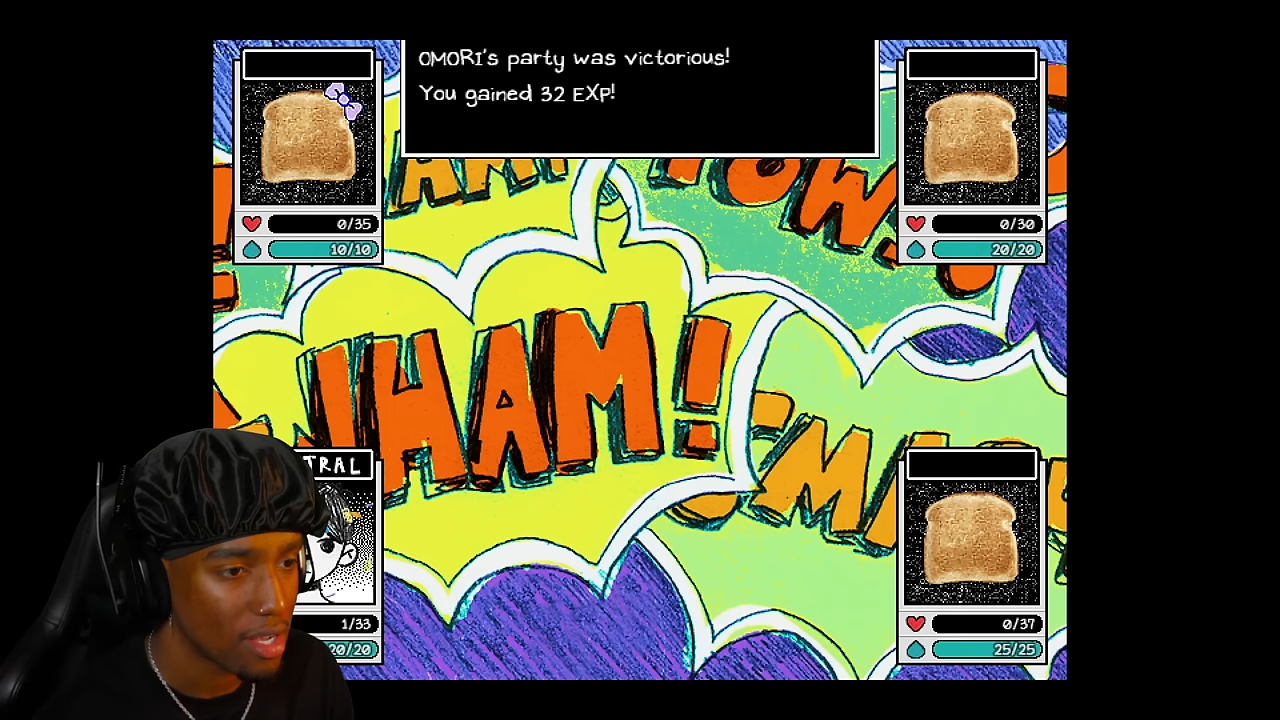 OMORI's party was victorious!
You gained 32 EXP!
0/35
10/10
0/30
20/20
WHAM!
TRAL
1/33
20/20
0/37
25/25